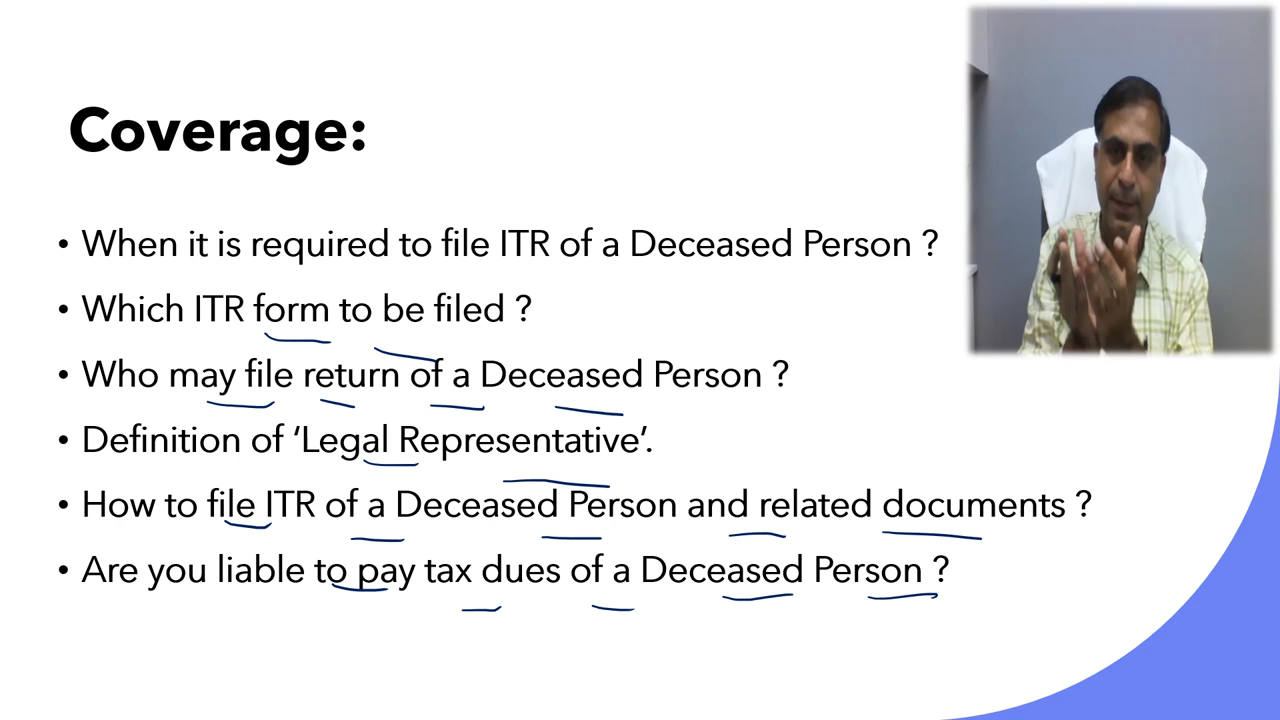 Coverage:
• When it is required to file ITR of a Deceased Person ?
• Which ITR form to be filed ?
• Who may file return of a Deceased Person ?
• Definition of ‘Legal Representative’.
• How to file ITR of a Deceased Person and related documents ?
• Are you liable to pay tax dues of a Deceased Person ?